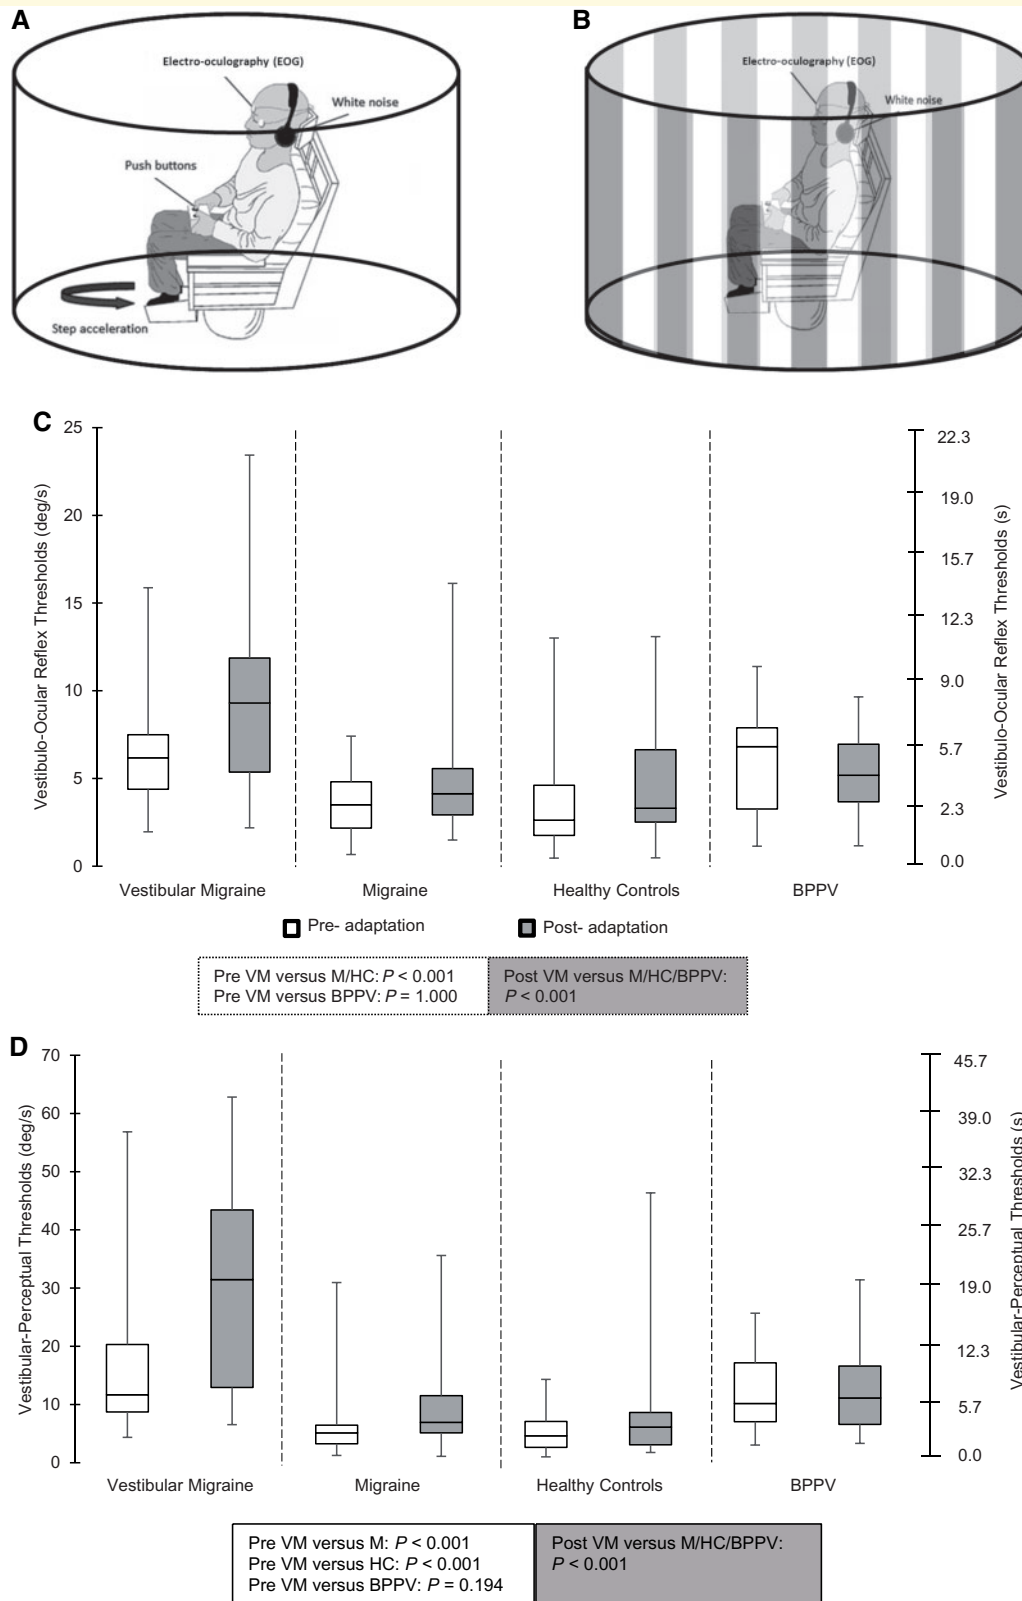 A
Electro-oculography (EOG)
White noise
Push buttons
Step acceleration
B
Electro-oculography (EOG)
White noise
C
Vestibulo-Ocular Reflex Thresholds (deg/s)
25
20
15
10
5
0
Vestibular Migraine
Migraine
Healthy Controls
BPPV
22.3
19.0
15.7
12.3
9.0
5.7
2.3
0.0
Vestibulo-Ocular Reflex Thresholds (s)
Pre- adaptation
Post- adaptation
Pre VM versus M/HC: P < 0.001
Pre VM versus BPPV: P = 1.000
Post VM versus M/HC/BPPV:
P < 0.001
D
Vestibular-Perceptual Thresholds (deg/s)
70
60
50
40
30
20
10
0
Vestibular Migraine
Migraine
Healthy Controls
BPPV
45.7
39.0
32.3
25.7
19.0
12.3
5.7
0.0
Vestibular-Perceptual Thresholds (s)
Pre VM versus M: P < 0.001
Pre VM versus HC: P < 0.001
Pre VM versus BPPV: P = 0.194
Post VM versus M/HC/BPPV:
P < 0.001